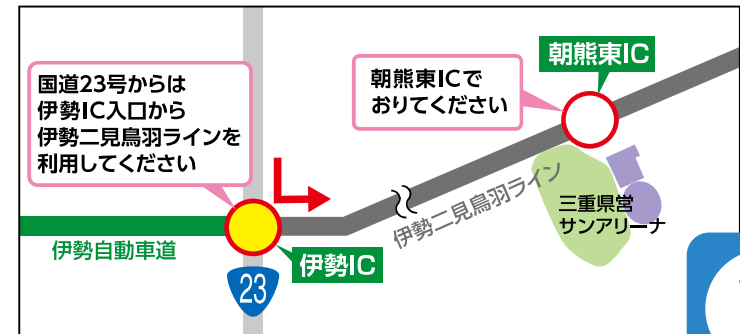 国道23号からは
伊勢IC入口から
伊勢二見鳥羽ラインを
利用してください
朝熊東IC
朝熊東ICで
おりてください
伊勢二見鳥羽ライン
三重県営
サンアリーナ
伊勢自動車道
伊勢IC
23